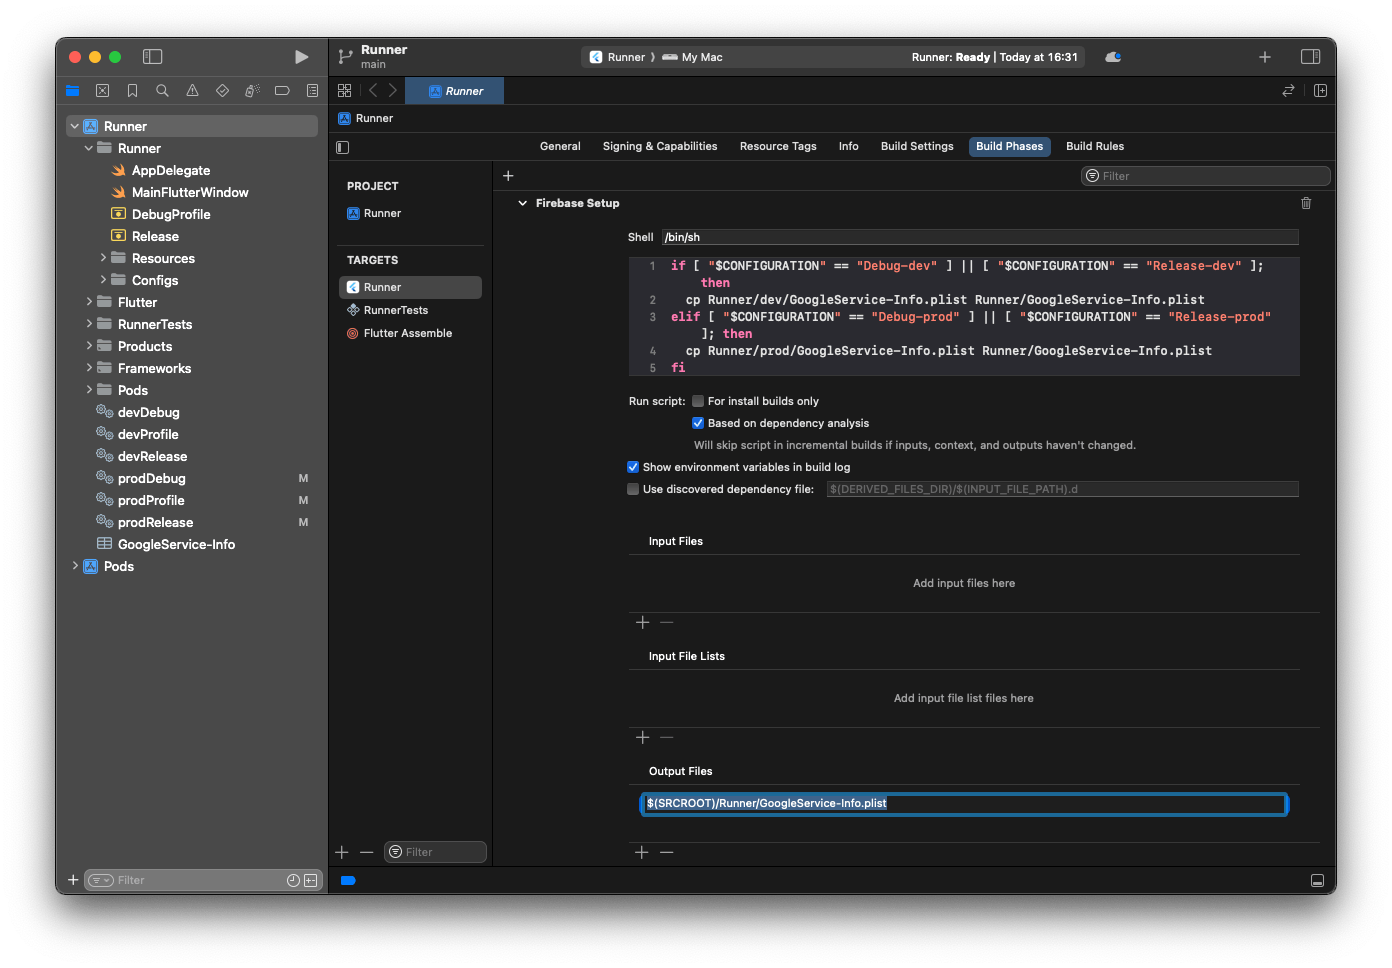 Runner
main
Runner
My Mac
Runner: Ready | Today at 16:31
Runner
Runner
General
Signing & Capabilities
Resource Tags
Info
Build Settings
Build Phases
Build Rules
Filter
Runner
Runner
AppDelegate
MainFlutterWindow
DebugProfile
Release
Resources
Configs
Flutter
RunnerTests
Products
Frameworks
Pods
devDebug
devProfile
devRelease
prodDebug M
prodProfile M
prodRelease M
GoogleService-Info
Pods
Filter
PROJECT
Runner
TARGETS
Runner
RunnerTests
Flutter Assemble
Filter
Firebase Setup
Shell /bin/sh
1 if [ "$CONFIGURATION" == "Debug-dev" ] || [ "$CONFIGURATION" == "Release-dev" ];
then
2 cp Runner/dev/GoogleService-Info.plist Runner/GoogleService-Info.plist
3 elif [ "$CONFIGURATION" == "Debug-prod" ] || [ "$CONFIGURATION" == "Release-prod"
]; then
4 cp Runner/prod/GoogleService-Info.plist Runner/GoogleService-Info.plist
5 fi
Run script: For install builds only
Based on dependency analysis
Will skip script in incremental builds if inputs, context, and outputs haven't changed.
Show environment variables in build log
Use discovered dependency file: $(DERIVED_FILES_DIR)/$(INPUT_FILE_PATH).d
Input Files
Add input files here
Input File Lists
Add input file list files here
Output Files
$(SRCROOT)/Runner/GoogleService-Info.plist